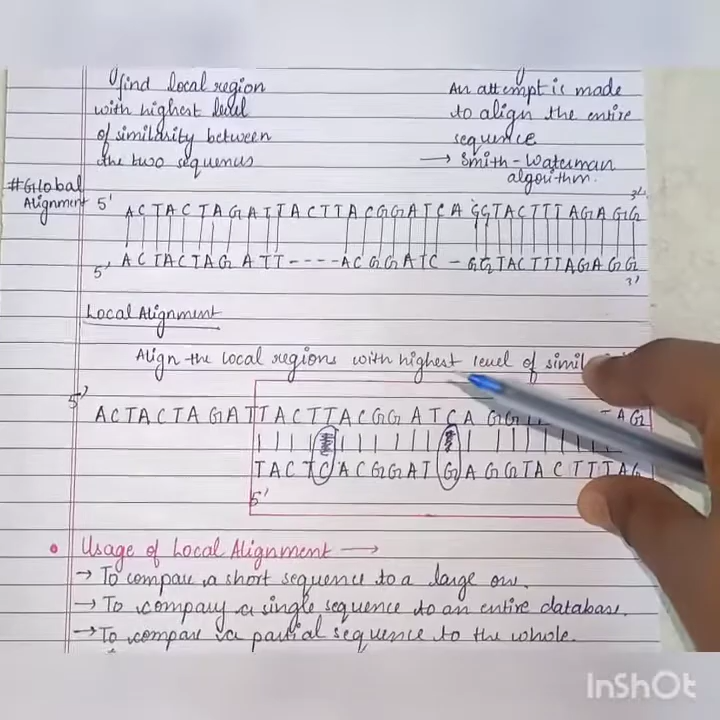 find local region
with highest level
of similarity between
the two sequences
An attempt is made
to align the entire
sequence
→ Smith-Waterman
algorithm.
#Global
Alignment
5' ACTACTAGATTACTTACGGATCAGGTACTTTAGAGG 3'
5' ACTACTAGATT----ACGGATC-GGTACTTTAGAGG 3'
Local Alignment
Align the local regions with highest level of simil
5' ACTACTAGATTACTTACGGATCAGG -AG
TACTCACGGATGAGGTACTTTAG
5'
• Usage of Local Alignment →
→ To compare a short sequence to a large one.
→ To company a single sequence to an entire database.
→ To compare a partial sequence to the whole.
InShOt